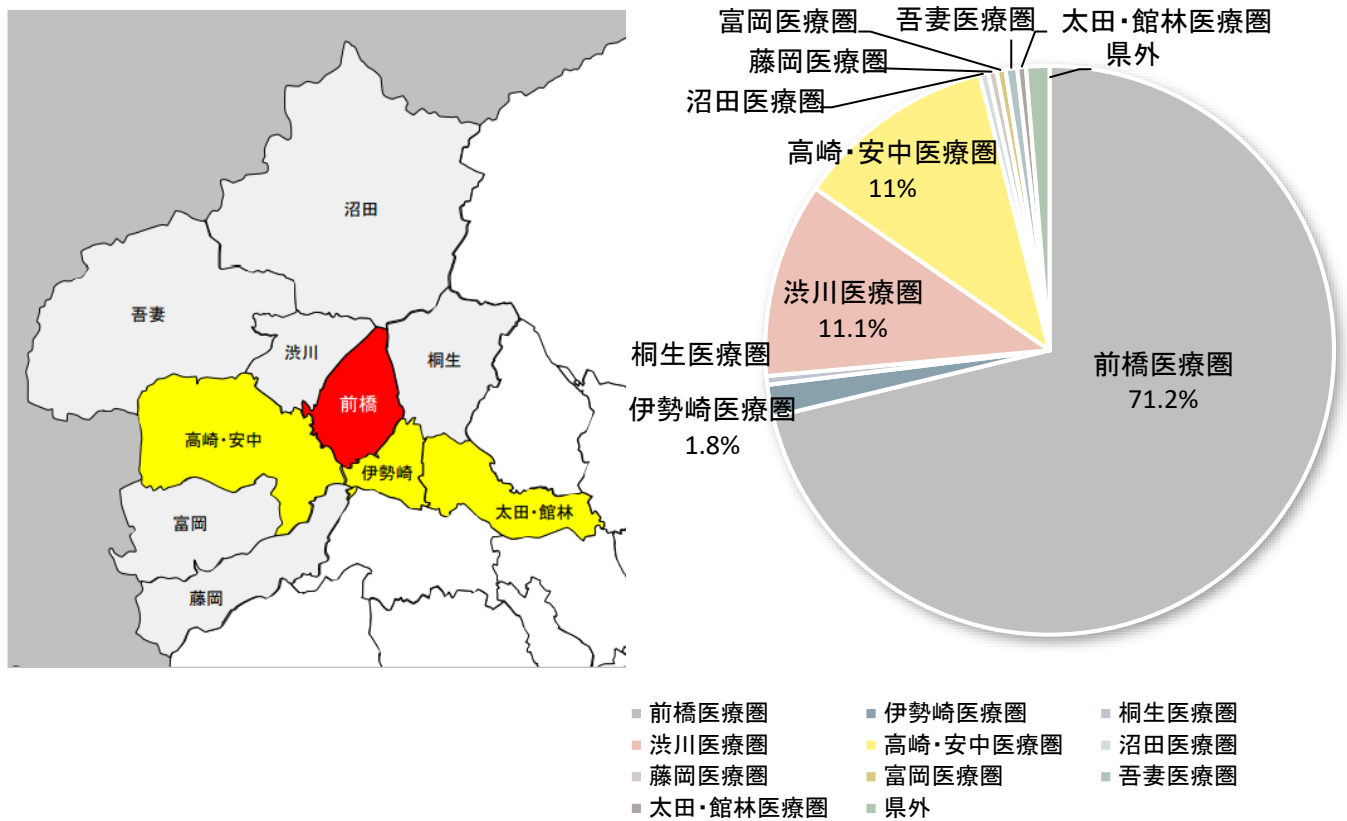 沼田
吾妻
渋川
桐生
前橋
高崎・安中
伊勢崎
太田・館林
富岡
藤岡
富岡医療圏
吾妻医療圏
太田・館林医療圏
藤岡医療圏
県外
沼田医療圏
高崎・安中医療圏
11%
渋川医療圏
11.1%
桐生医療圏
伊勢崎医療圏
1.8%
前橋医療圏
71.2%
前橋医療圏
伊勢崎医療圏
桐生医療圏
渋川医療圏
高崎・安中医療圏
沼田医療圏
藤岡医療圏
富岡医療圏
吾妻医療圏
太田・館林医療圏
県外